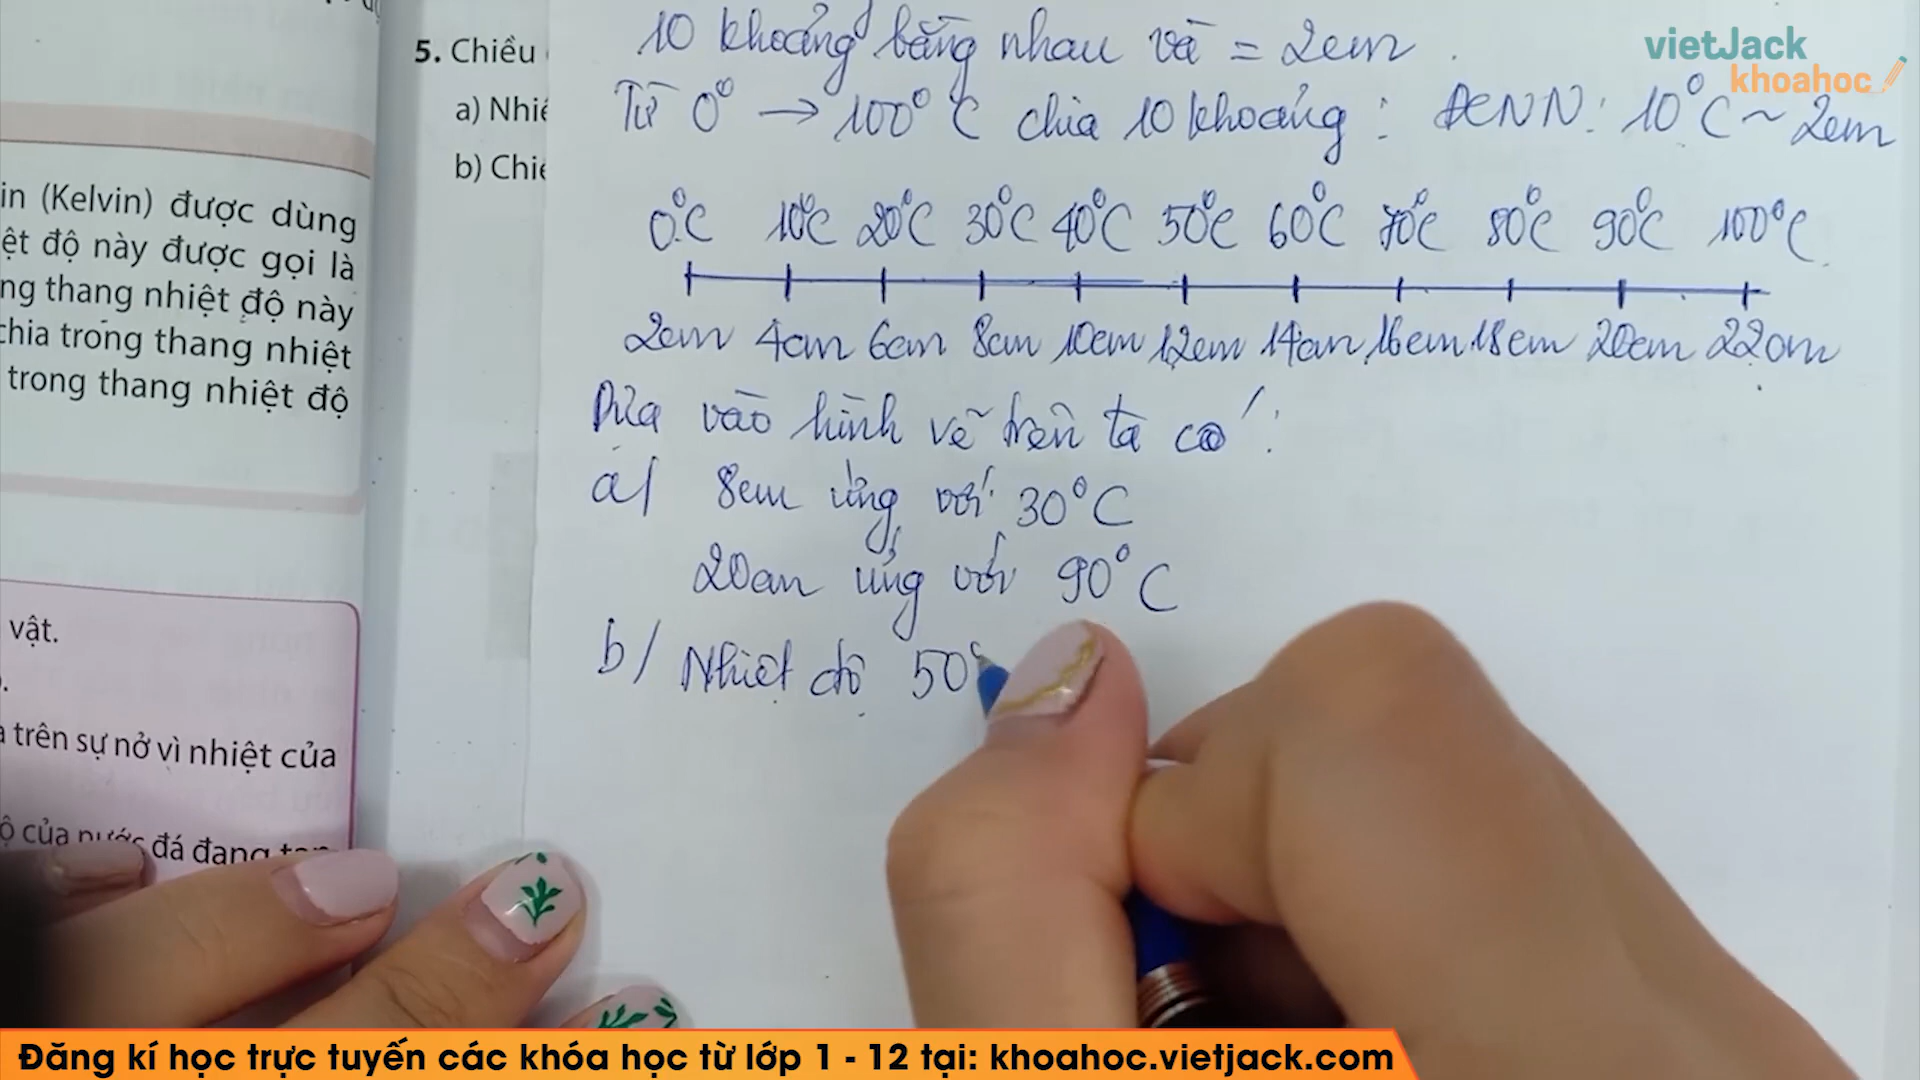 5. Chiều
a) Nhiê
b) Chiê
in (Kelvin) được dùng
ệt độ này được gọi là
ng thang nhiệt độ này
chia trong thang nhiệt
trong thang nhiệt độ
vật.
trên sự nở vì nhiệt của
ộ của nước đá đang
10 khoảng bằng nhau và = 2cm.
Từ 0° → 100°C chia 10 khoảng: ĐCNN: 10°C ~ 2cm
0°C 10°C 20°C 30°C 40°C 50°C 60°C 70°C 80°C 90°C 100°C
2cm 4cm 6cm 8cm 10cm 12cm 14cm 16cm 18cm 20cm 22cm
Dựa vào hình vẽ trên ta có:
a/ 8cm ứng với 30°C
20cm ứng với 90°C
b/ Nhiệt độ 50°
vietJack
khoahoc
Đăng kí học trực tuyến các khóa học từ lớp 1 - 12 tại: khoahoc.vietjack.com